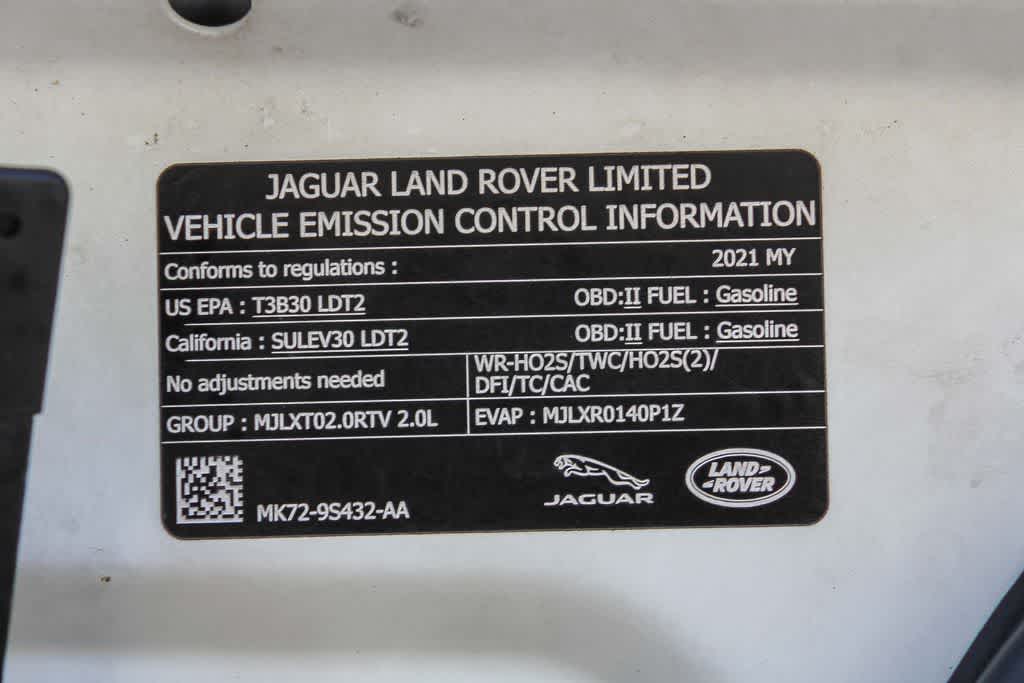 JAGUAR LAND ROVER LIMITED
VEHICLE EMISSION CONTROL INFORMATION
Conforms to regulations : 2021 MY
US EPA : T3B30 LDT2 OBD:II FUEL : Gasoline
California : SULEV30 LDT2 OBD:II FUEL : Gasoline
No adjustments needed
WR-HO2S/TWC/HO2S(2)/
DFI/TC/CAC
GROUP : MJLXT02.0RTV 2.0L EVAP : MJLXR0140P1Z
MK72-9S432-AA
JAGUAR
LAND-
-ROVER